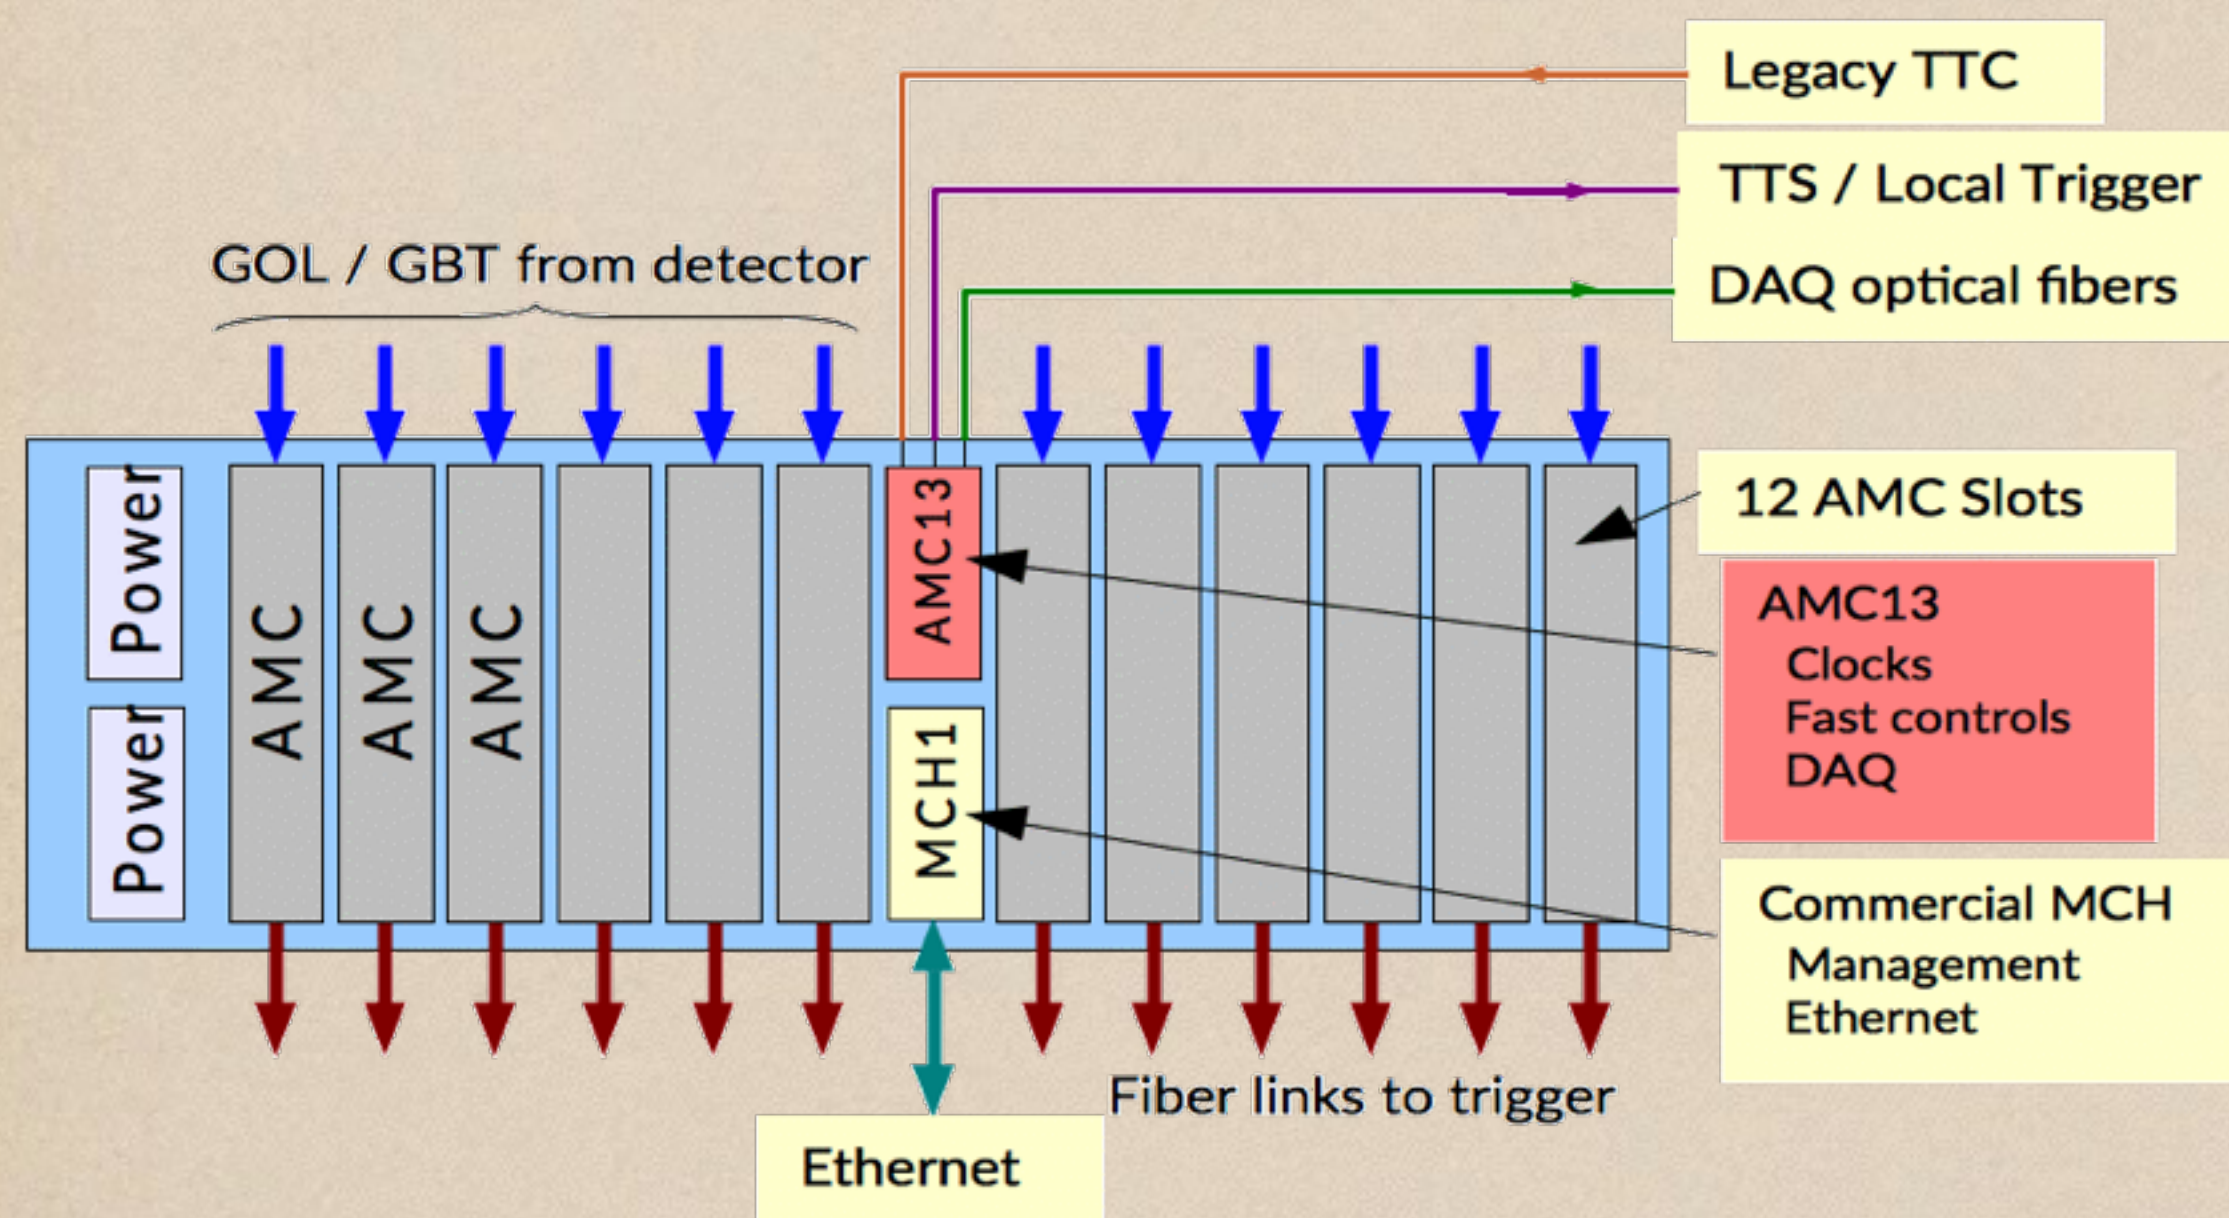 Legacy TTC
TTS / Local Trigger
GOL / GBT from detector
DAQ optical fibers
Power
Power
AMC
AMC
AMC
AMC13
MCH1
12 AMC Slots
AMC13
Clocks
Fast controls
DAQ
Commercial MCH
Management
Ethernet
Fiber links to trigger
Ethernet